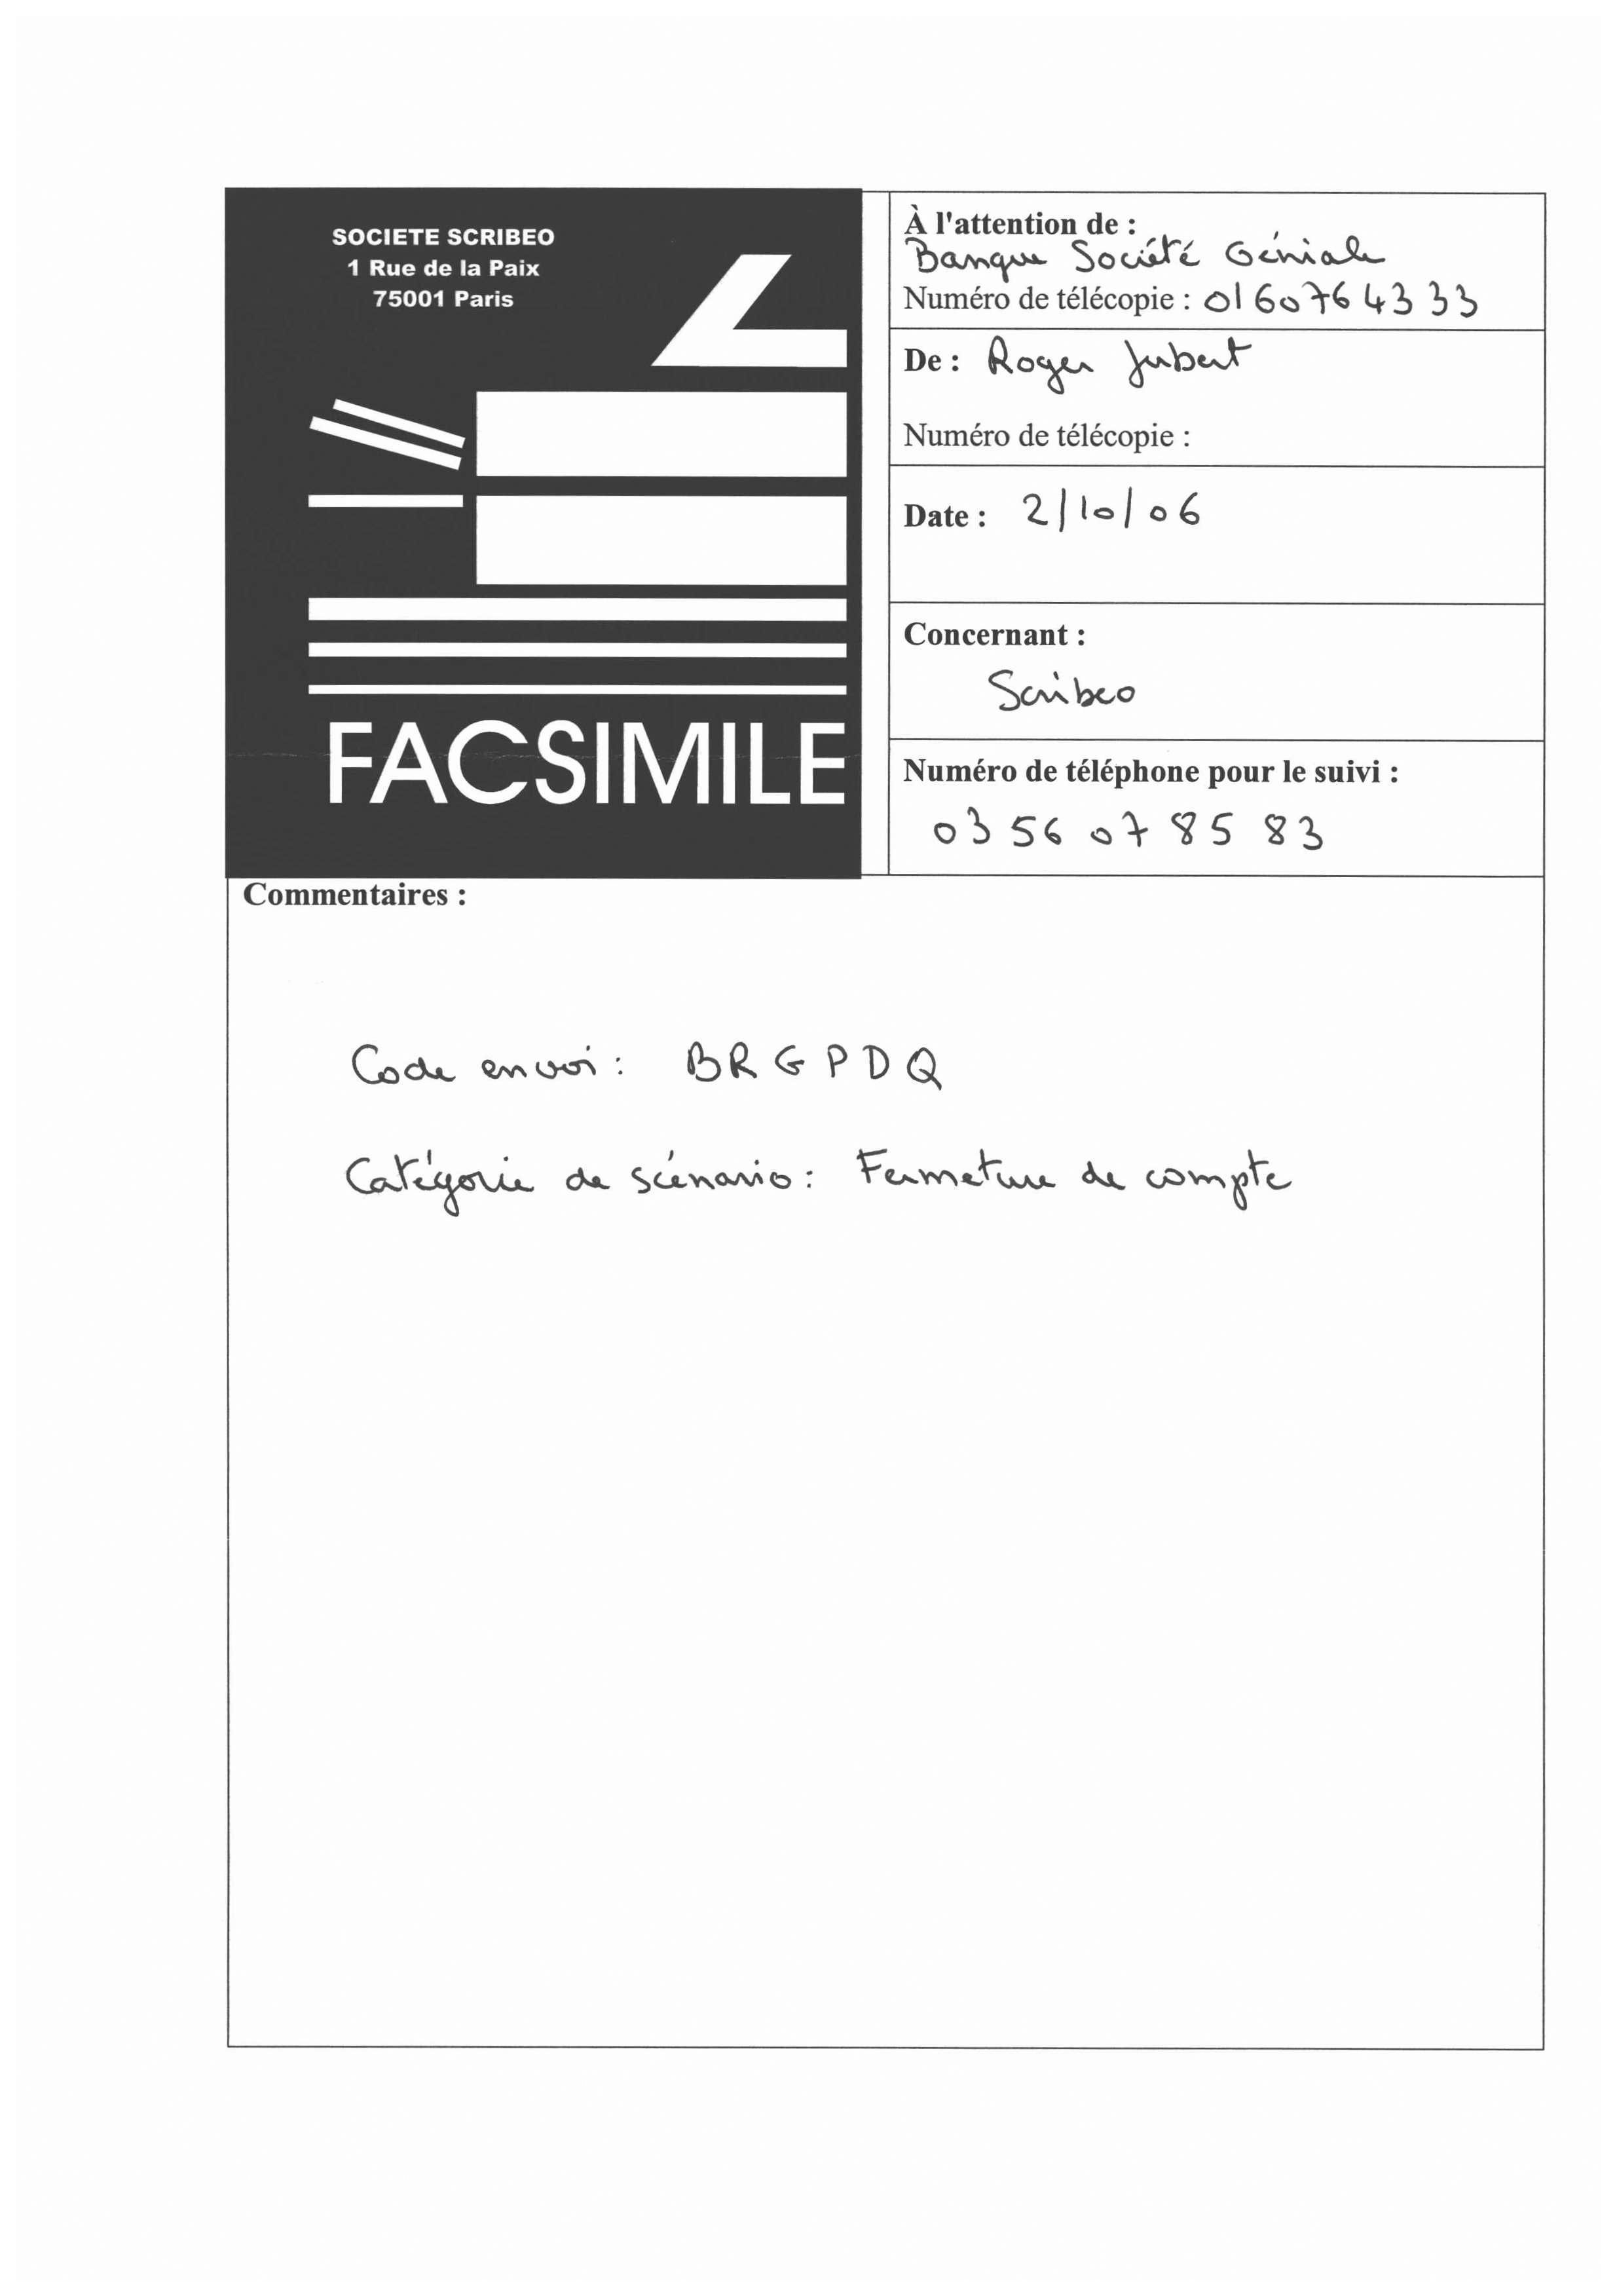 SOCIETE SCRIBEO
1 Rue de la Paix
75001 Paris
FACSIMILE
À l'attention de :
Banque Société Géniale
Numéro de télécopie : 01 60 76 43 33
De : Roger Jubert
Numéro de télécopie :
Date : 2/10/06
Concernant :
Scribeo
Numéro de téléphone pour le suivi :
03 56 07 85 83
Commentaires :
Code envoi : BRGPDQ
Catégorie de scénario : Fermeture de compte